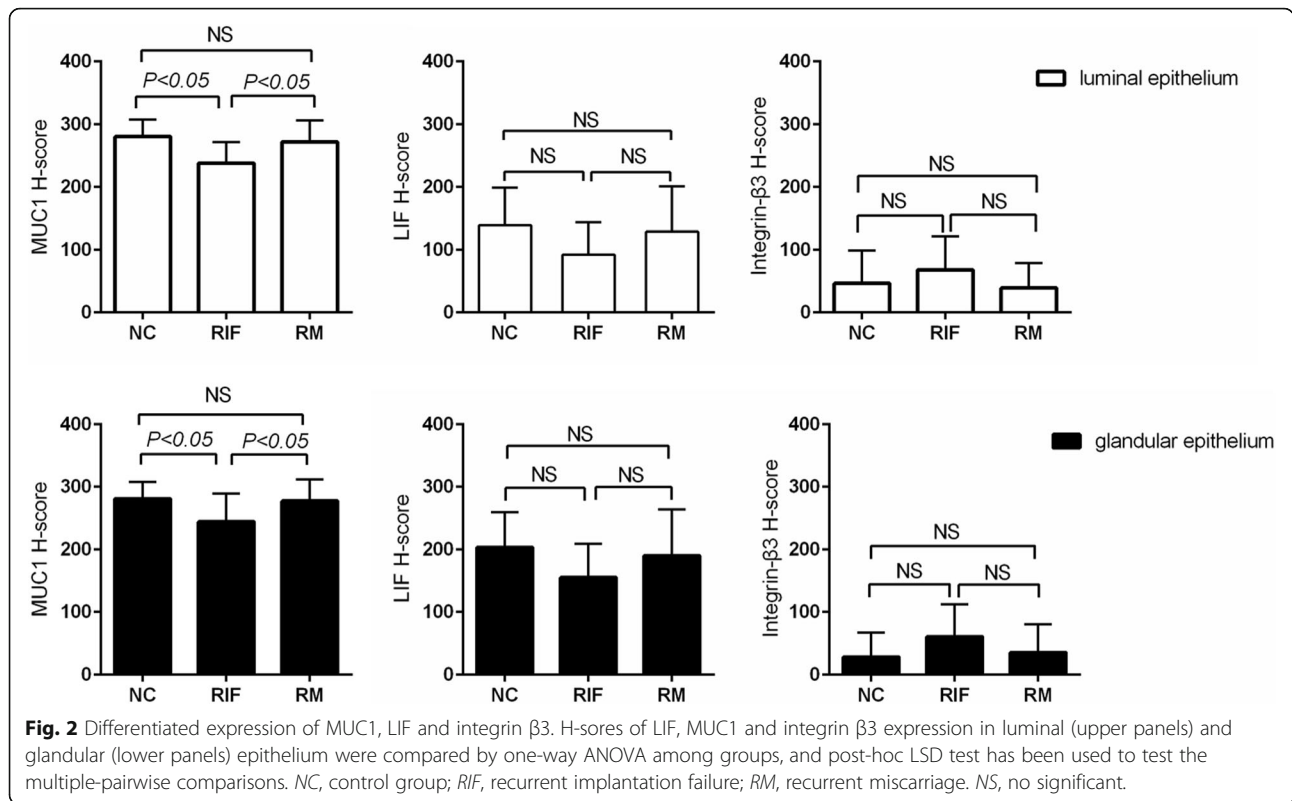 NS
P<0.05 P<0.05
MUC1 H-score
400
300
200
100
0
NC RIF RM
NS
NS NS
LIF H-score
400
300
200
100
0
NC RIF RM
NS
NS NS
Integrin-β3 H-score
400
300
200
100
0
NC RIF RM
luminal epithelium
NS
P<0.05 P<0.05
MUC1 H-score
400
300
200
100
0
NC RIF RM
NS
NS NS
LIF H-score
400
300
200
100
0
NC RIF RM
NS
NS NS
Integrin-β3 H-score
400
300
200
100
0
NC RIF RM
glandular epithelium
Fig. 2 Differentiated expression of MUC1, LIF and integrin β3. H-sores of LIF, MUC1 and integrin β3 expression in luminal (upper panels) and
glandular (lower panels) epithelium were compared by one-way ANOVA among groups, and post-hoc LSD test has been used to test the
multiple-pairwise comparisons. NC, control group; RIF, recurrent implantation failure; RM, recurrent miscarriage. NS, no significant.